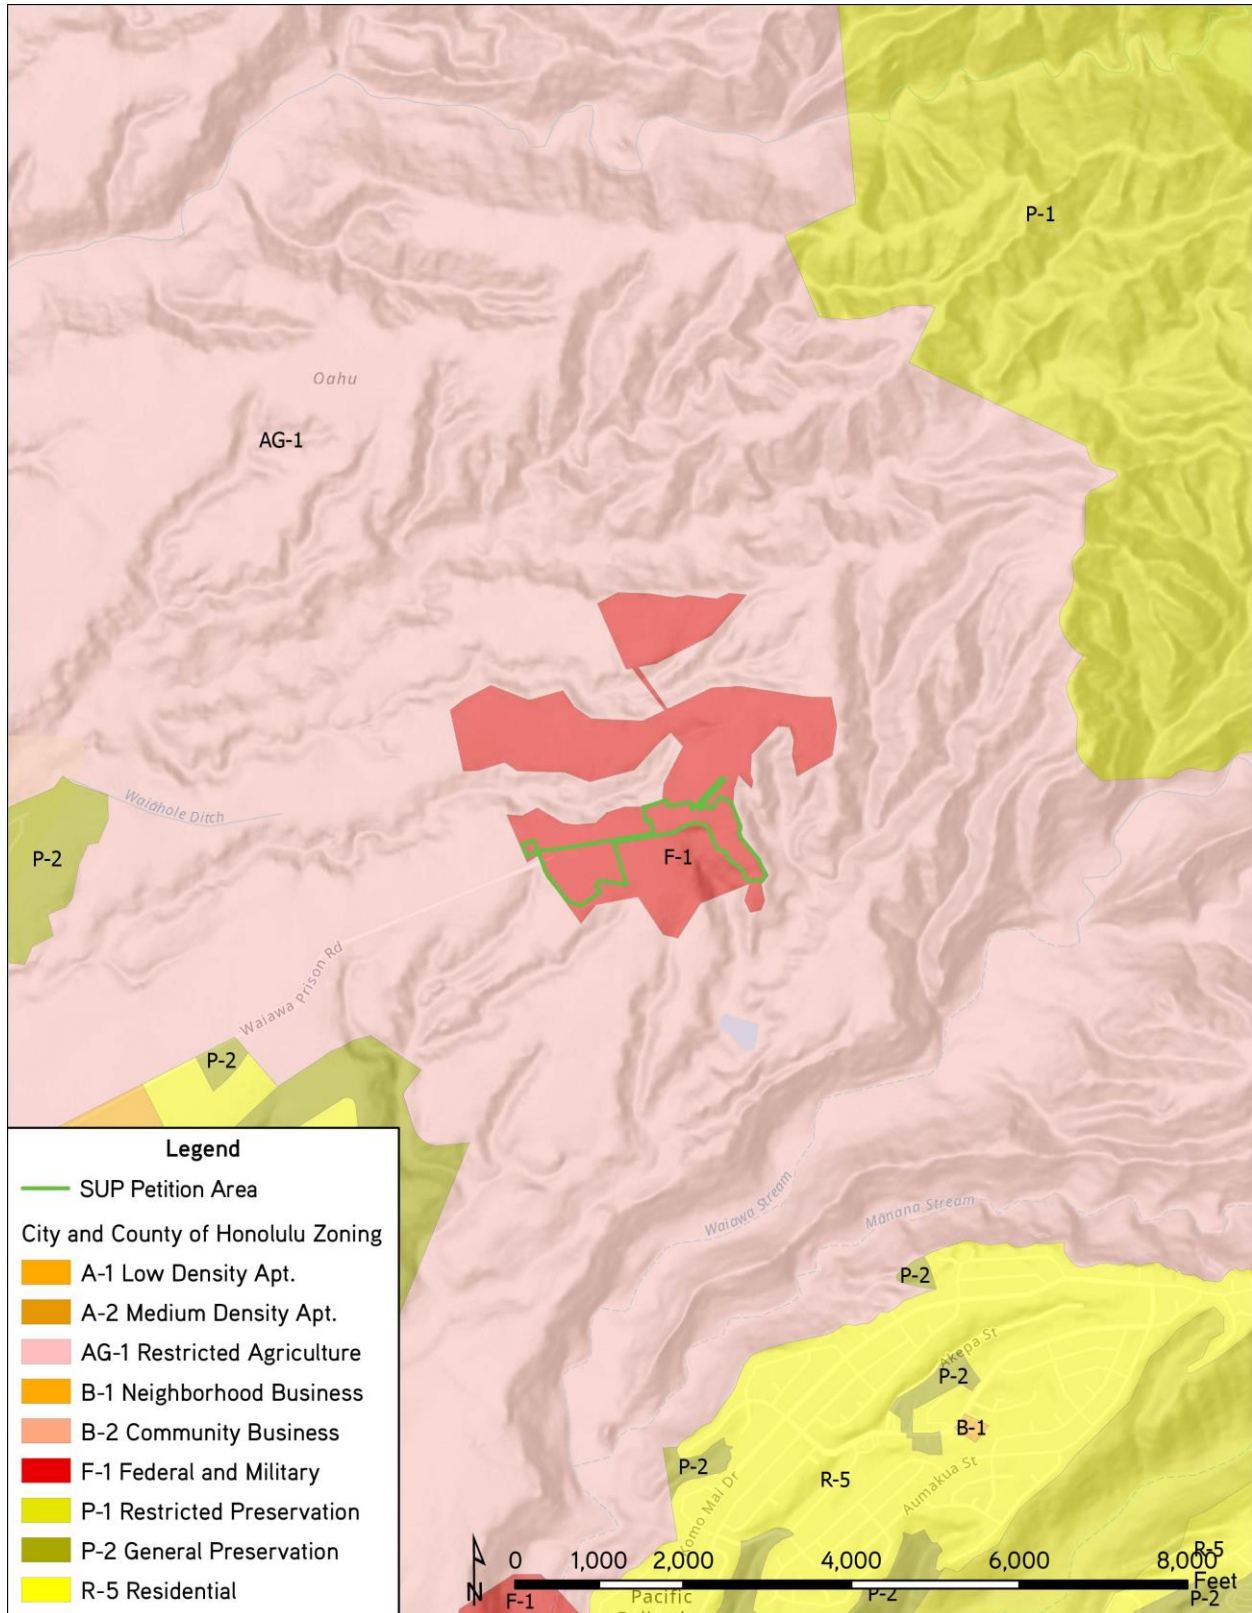 P-1
Oahu
AG-1
Waiahole Ditch
P-2
F-1
Waiawa Prison Rd
P-2
Legend
SUP Petition Area
City and County of Honolulu Zoning
A-1 Low Density Apt.
A-2 Medium Density Apt.
AG-1 Restricted Agriculture
B-1 Neighborhood Business
B-2 Community Business
F-1 Federal and Military
P-1 Restricted Preservation
P-2 General Preservation
R-5 Residential
Waiawa Stream
Mānana Stream
P-2
Akepa St
P-2
B-1
P-2
R-5
Aumakua St
Komo Mai Dr
N
0 1,000 2,000 4,000 6,000 8,000
Feet
R-5
F-1
Pacific
P-2
P-2